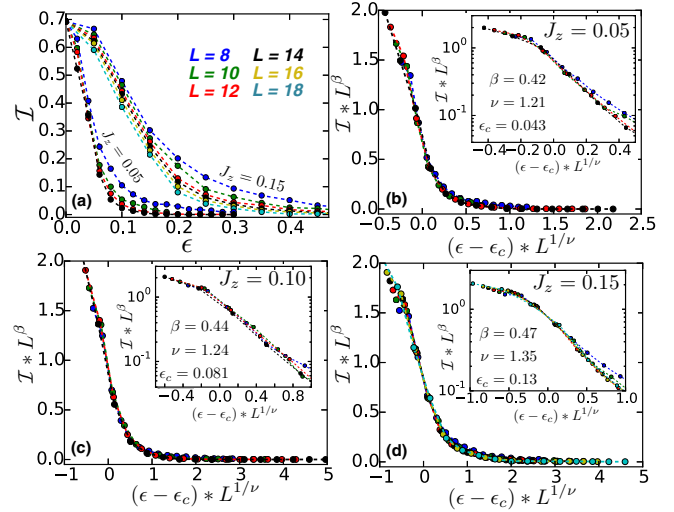 0.7
0.6
0.5
0.4
0.3
0.2
0.1
0.0
0.0 0.1 0.2 0.3 0.4
ℐ
ϵ
L = 8 L = 14
L = 10 L = 16
L = 12 L = 18
J_z = 0.05
J_z = 0.15
(a)
2.0
1.5
1.0
0.5
0.0
−0.5 0.0 0.5 1.0 1.5 2.0 2.5
ℐ ∗ L^β
(ϵ − ϵ_c) ∗ L^{1/ν}
(b)
J_z = 0.05
β = 0.42
ν = 1.21
ϵ_c = 0.043
10^0
10^{-1}
−0.4 −0.2 0.0 0.2 0.4
ℐ ∗ L^β
(ϵ − ϵ_c) ∗ L^{1/ν}
2.0
1.5
1.0
0.5
0.0
−1 0 1 2 3 4 5
ℐ ∗ L^β
(ϵ − ϵ_c) ∗ L^{1/ν}
(c)
J_z = 0.10
β = 0.44
ν = 1.24
ϵ_c = 0.081
10^0
10^{-1}
−0.4 0.0 0.4 0.8
ℐ ∗ L^β
(ϵ − ϵ_c) ∗ L^{1/ν}
2.0
1.5
1.0
0.5
0.0
−1 0 1 2 3 4 5
ℐ ∗ L^β
(ϵ − ϵ_c) ∗ L^{1/ν}
(d)
J_z = 0.15
β = 0.47
ν = 1.35
ϵ_c = 0.13
10^0
10^{-1}
−1.0 −0.5 0.0 0.5 1.0
ℐ ∗ L^β
(ϵ − ϵ_c) ∗ L^{1/ν}